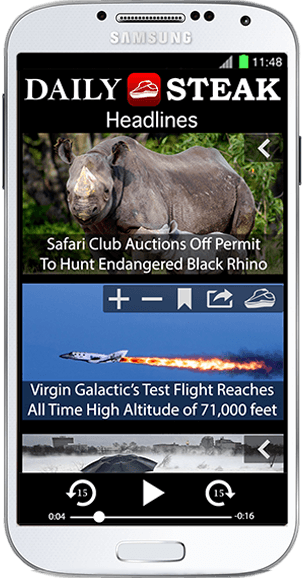 SAMSUNG
11:48
DAILY STEAK
Headlines
Safari Club Auctions Off Permit
To Hunt Endangered Black Rhino
Virgin Galactic's Test Flight Reaches
All Time High Altitude of 71,000 feet
15
15
0:04
-0:16